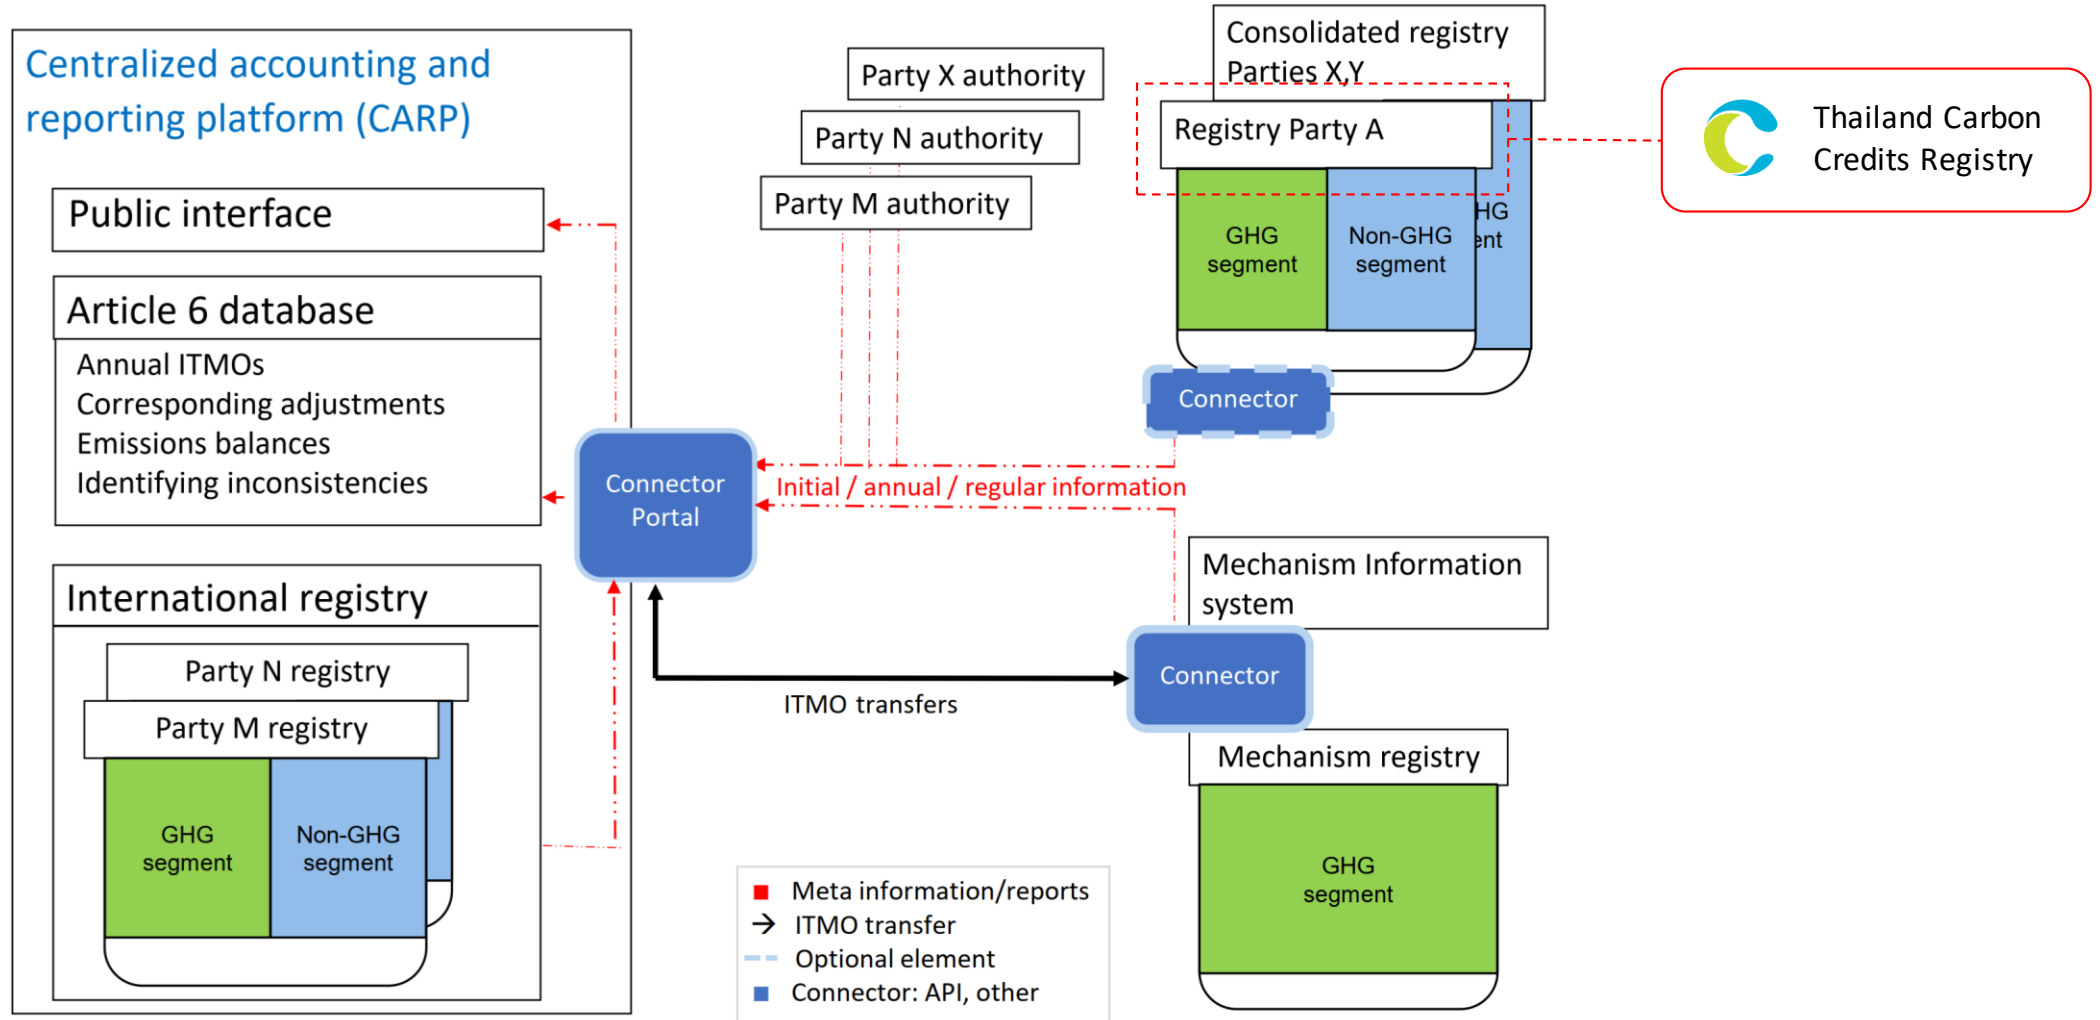 Centralized accounting and
reporting platform (CARP)
Public interface
Article 6 database
Annual ITMOs
Corresponding adjustments
Emissions balances
Identifying inconsistencies
International registry
Party N registry
Party M registry
GHG
segment
Non-GHG
segment
Connector
Portal
Party X authority
Party N authority
Party M authority
Initial / annual / regular information
ITMO transfers
Consolidated registry
Parties X,Y
Registry Party A
GHG
segment
Non-GHG
segment
HG
ent
Connector
Thailand Carbon
Credits Registry
Mechanism Information
system
Connector
Mechanism registry
GHG
segment
Meta information/reports
ITMO transfer
Optional element
Connector: API, other